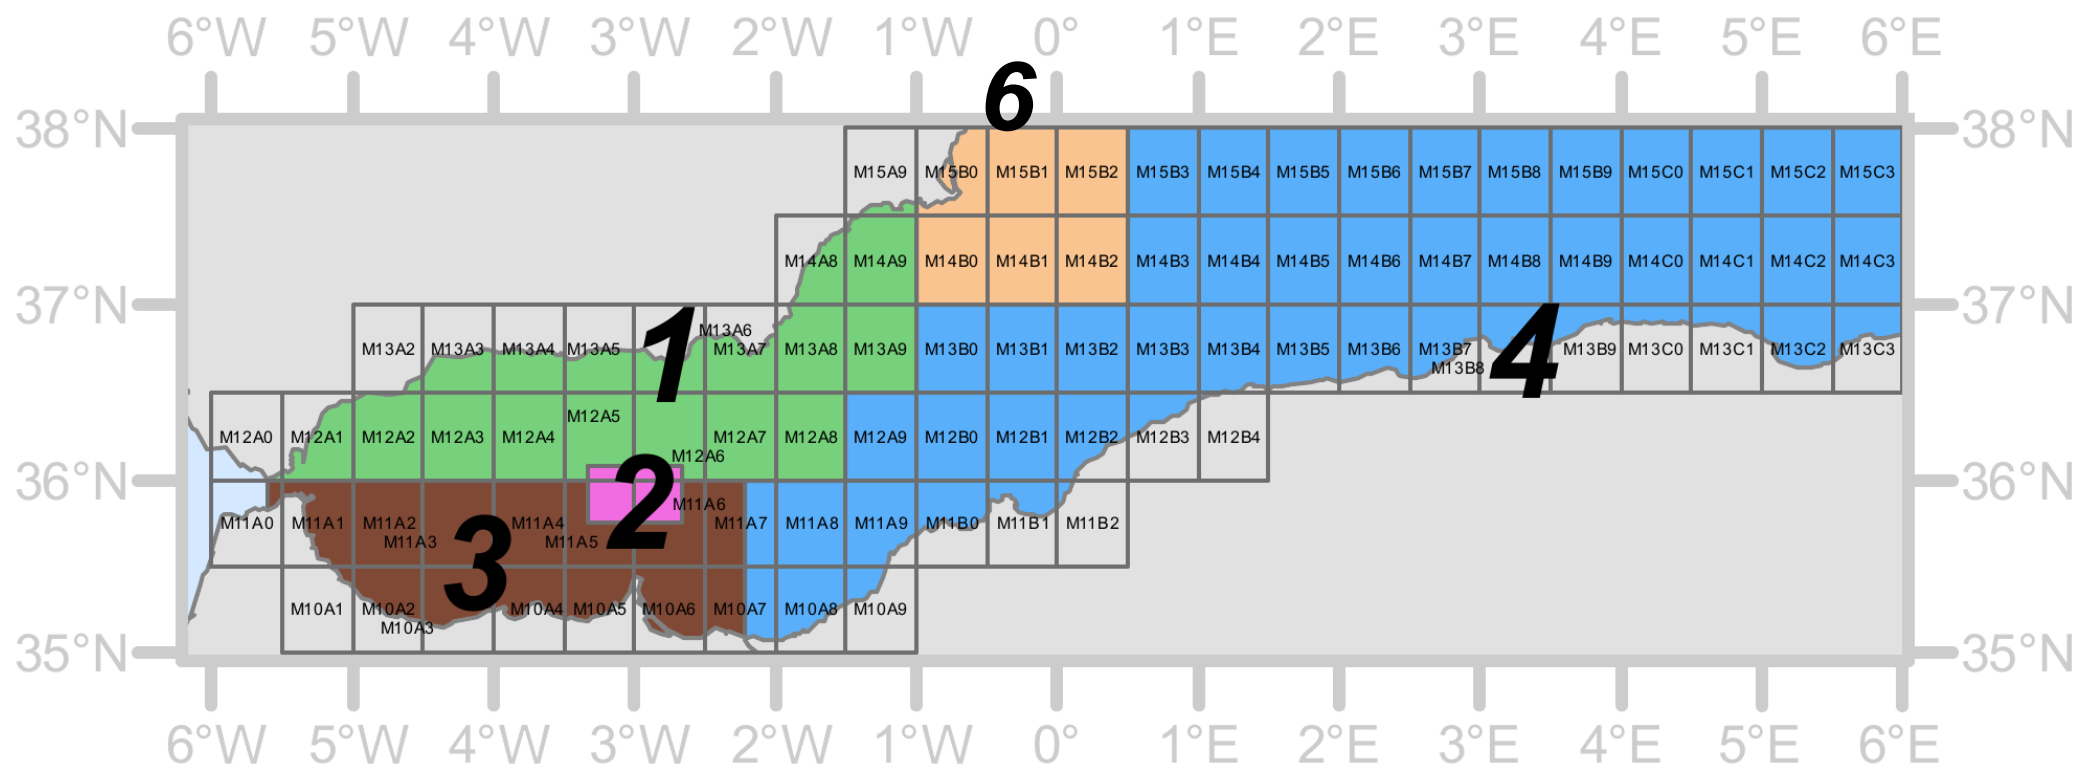 6°W 5°W 4°W 3°W 2°W 1°W 0° 1°E 2°E 3°E 4°E 5°E 6°E
6
38°N 38°N
M15A9 M15B0 M15B1 M15B2 M15B3 M15B4 M15B5 M15B6 M15B7 M15B8 M15B9 M15C0 M15C1 M15C2 M15C3
M14A8 M14A9 M14B0 M14B1 M14B2 M14B3 M14B4 M14B5 M14B6 M14B7 M14B8 M14B9 M14C0 M14C1 M14C2 M14C3
37°N 37°N
M13A6
1 4
M13A2 M13A3 M13A4 M13A5 M13A7 M13A8 M13A9 M13B0 M13B1 M13B2 M13B3 M13B4 M13B5 M13B6 M13B7 M13B9 M13C0 M13C1 M13C2 M13C3
M13B8
M12A5
M12A0 M12A1 M12A2 M12A3 M12A4 M12A7 M12A8 M12A9 M12B0 M12B1 M12B2 M12B3 M12B4
M12A6
36°N 36°N
2
M11A6
M11A0 M11A1 M11A2 M11A4 M11A7 M11A8 M11A9 M11B0 M11B1 M11B2
M11A3 M11A5
3
M10A1 M10A2 M10A4 M10A5 M10A6 M10A7 M10A8 M10A9
M10A3
35°N 35°N
6°W 5°W 4°W 3°W 2°W 1°W 0° 1°E 2°E 3°E 4°E 5°E 6°E